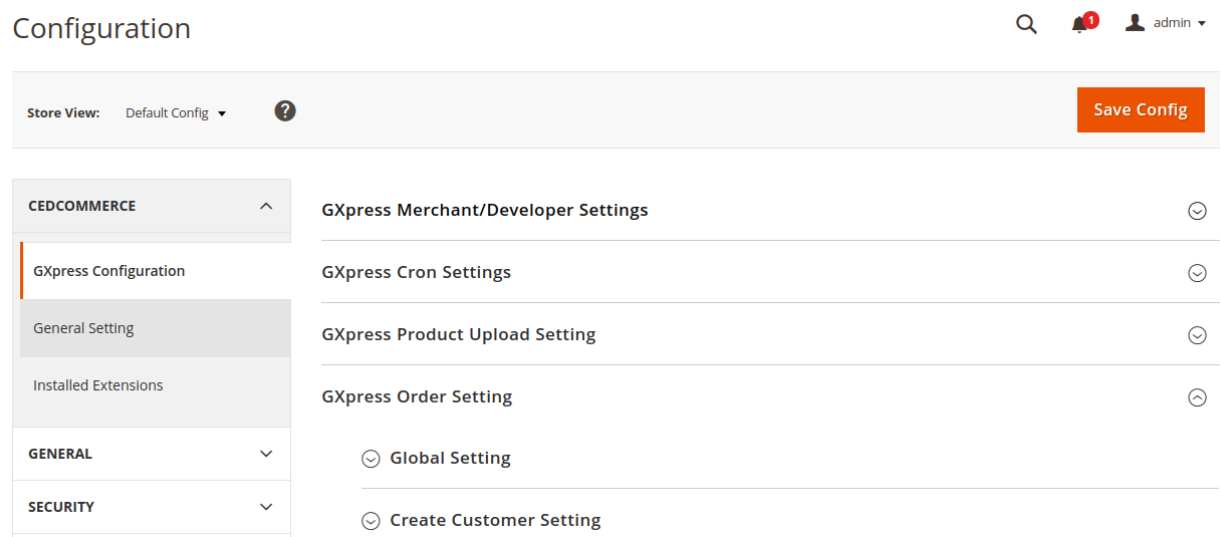 Configuration
1
admin
Store View: Default Config
?
Save Config
CEDCOMMERCE
GXpress Configuration
General Setting
Installed Extensions
GENERAL
SECURITY
GXpress Merchant/Developer Settings
GXpress Cron Settings
GXpress Product Upload Setting
GXpress Order Setting
Global Setting
Create Customer Setting